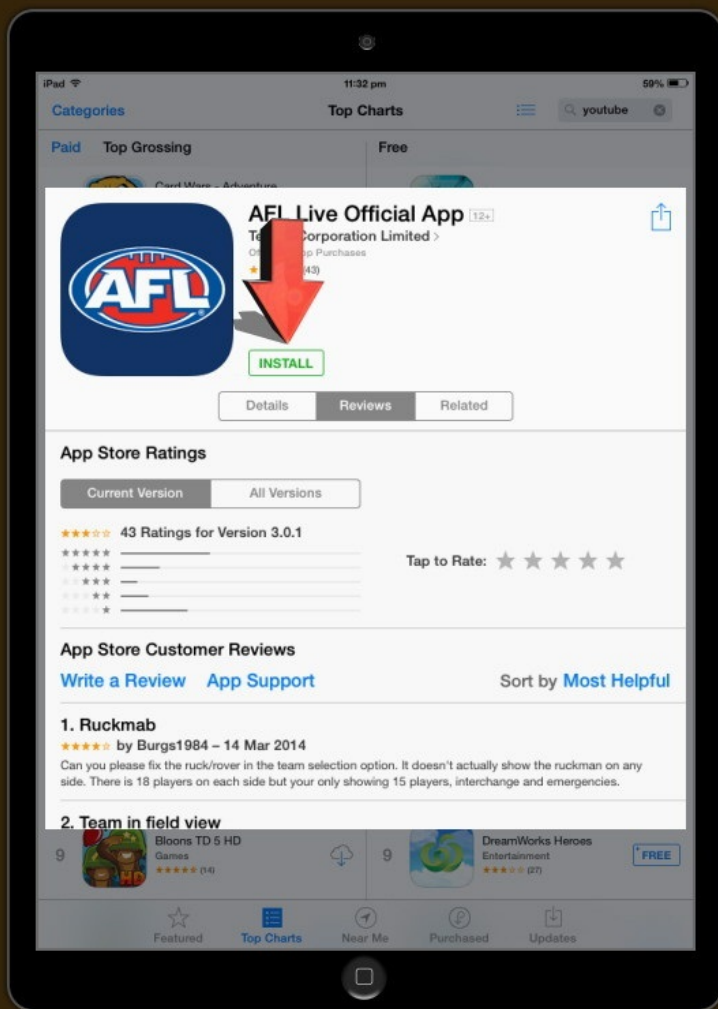 iPad
11:32 pm
59%
Categories
Top Charts
youtube
Paid
Top Grossing
Free
Card Wars - Adventure
AFL Live Official App 12+
Corporation Limited >
Purchases
(43)
AFL
INSTALL
Details
Reviews
Related
App Store Ratings
Current Version
All Versions
43 Ratings for Version 3.0.1
Tap to Rate:
App Store Customer Reviews
Write a Review
App Support
Sort by Most Helpful
1. Ruckmab
by Burgs1984 – 14 Mar 2014
Can you please fix the ruck/rover in the team selection option. It doesn't actually show the ruckman on any
side. There is 18 players on each side but your only showing 15 players, interchange and emergencies.
2. Team in field view
9
HD
Bloons TD 5 HD
Games
(14)
9
DreamWorks Heroes
Entertainment
(27)
+FREE
Featured
Top Charts
Near Me
Purchased
Updates